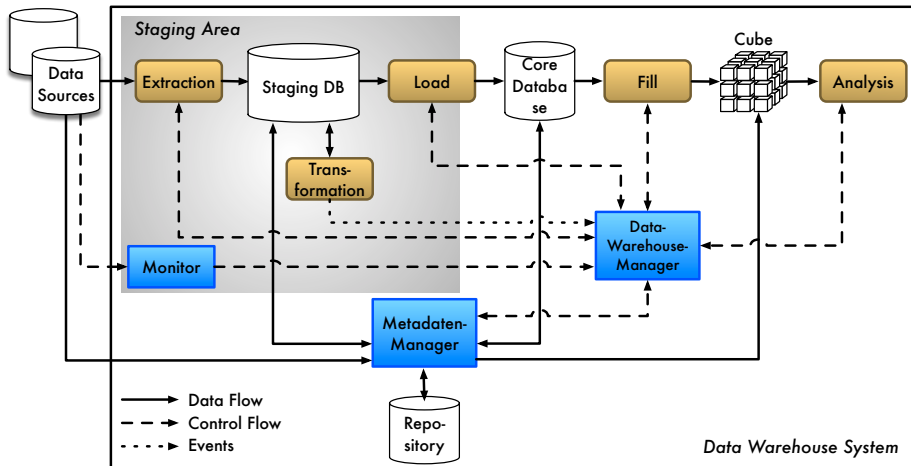 Staging Area
Cube
Data
Sources
Extraction
Staging DB
Load
Core
Databa
se
Fill
Analysis
Trans-
formation
Data-
Warehouse-
Manager
Monitor
Metadaten-
Manager
Data Flow
Control Flow
Events
Repo-
sitory
Data Warehouse System